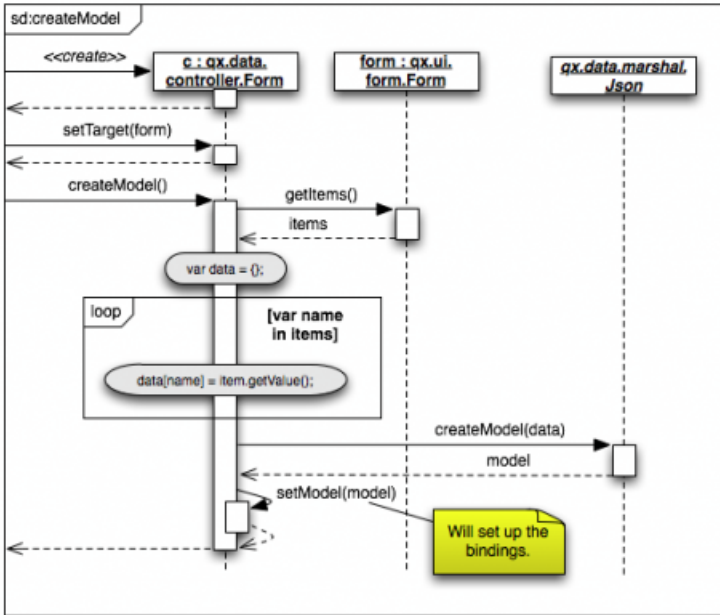 sd:createModel
<<create>>
c : qx.data.
controller.Form
form : qx.ui.
form.Form
qx.data.marshal.
Json
setTarget(form)
createModel()
getItems()
items
var data = {};
loop
[var name
in items]
data[name] = item.getValue();
createModel(data)
model
setModel(model)
Will set up the
bindings.